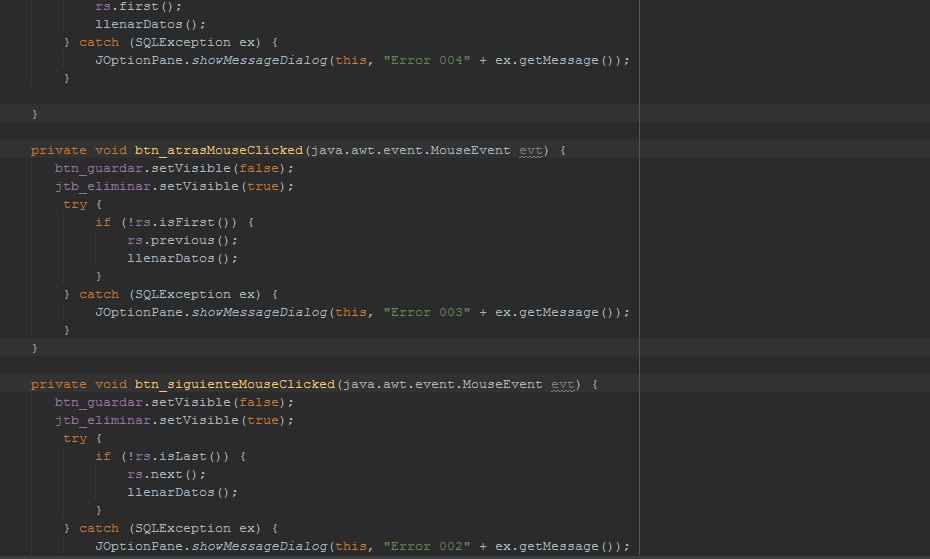 rs.first();
llenarDatos();
} catch (SQLException ex) {
JOptionPane.showMessageDialog(this, "Error 004" + ex.getMessage());
}
}
private void btn_atrasMouseClicked(java.awt.event.MouseEvent evt) {
btn_guardar.setVisible(false);
jtb_eliminar.setVisible(true);
try {
if (!rs.isFirst()) {
rs.previous();
llenarDatos();
}
} catch (SQLException ex) {
JOptionPane.showMessageDialog(this, "Error 003" + ex.getMessage());
}
}
private void btn_siguienteMouseClicked(java.awt.event.MouseEvent evt) {
btn_guardar.setVisible(false);
jtb_eliminar.setVisible(true);
try {
if (!rs.isLast()) {
rs.next();
llenarDatos();
}
} catch (SQLException ex) {
JOptionPane.showMessageDialog(this, "Error 002" + ex.getMessage());